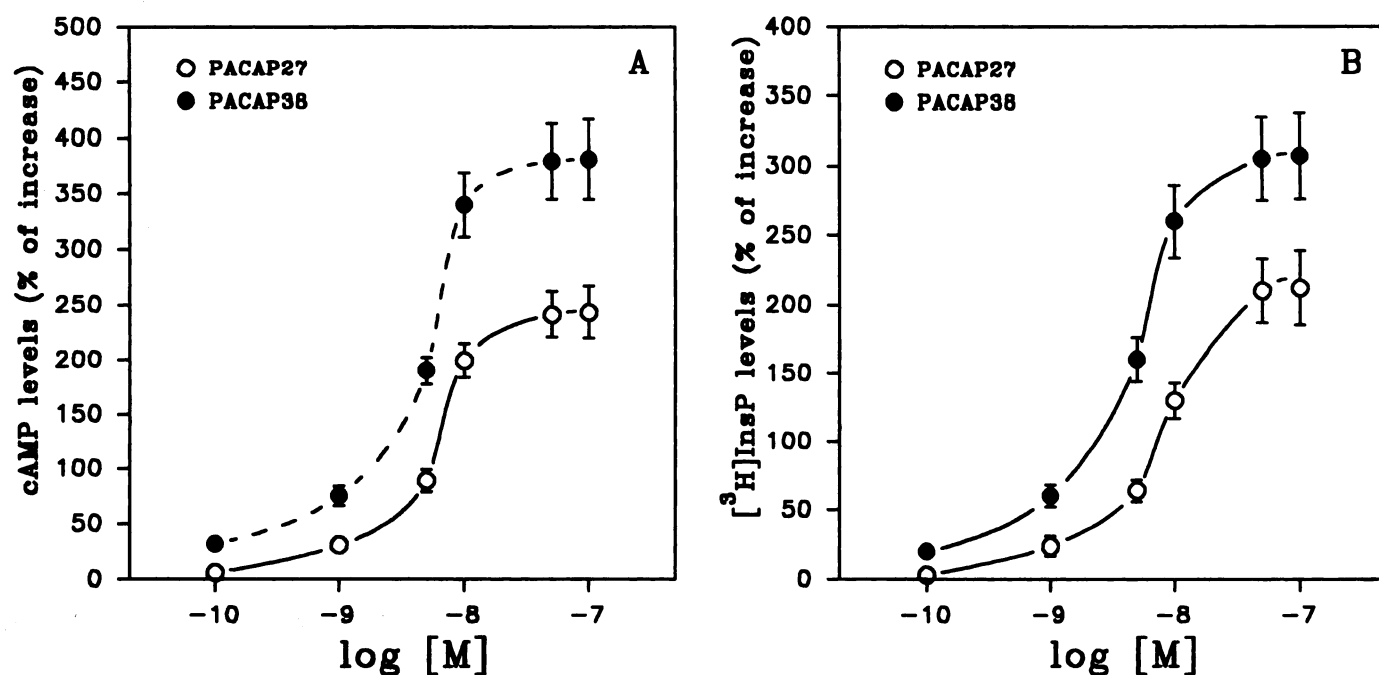 A
PACAP27
PACAP38
cAMP levels (% of increase)
500
450
400
350
300
250
200
150
100
50
0
−10
−9
−8
−7
log [M]
B
PACAP27
PACAP38
[³H]InsP levels (% of increase)
400
350
300
250
200
150
100
50
0
−10
−9
−8
−7
log [M]